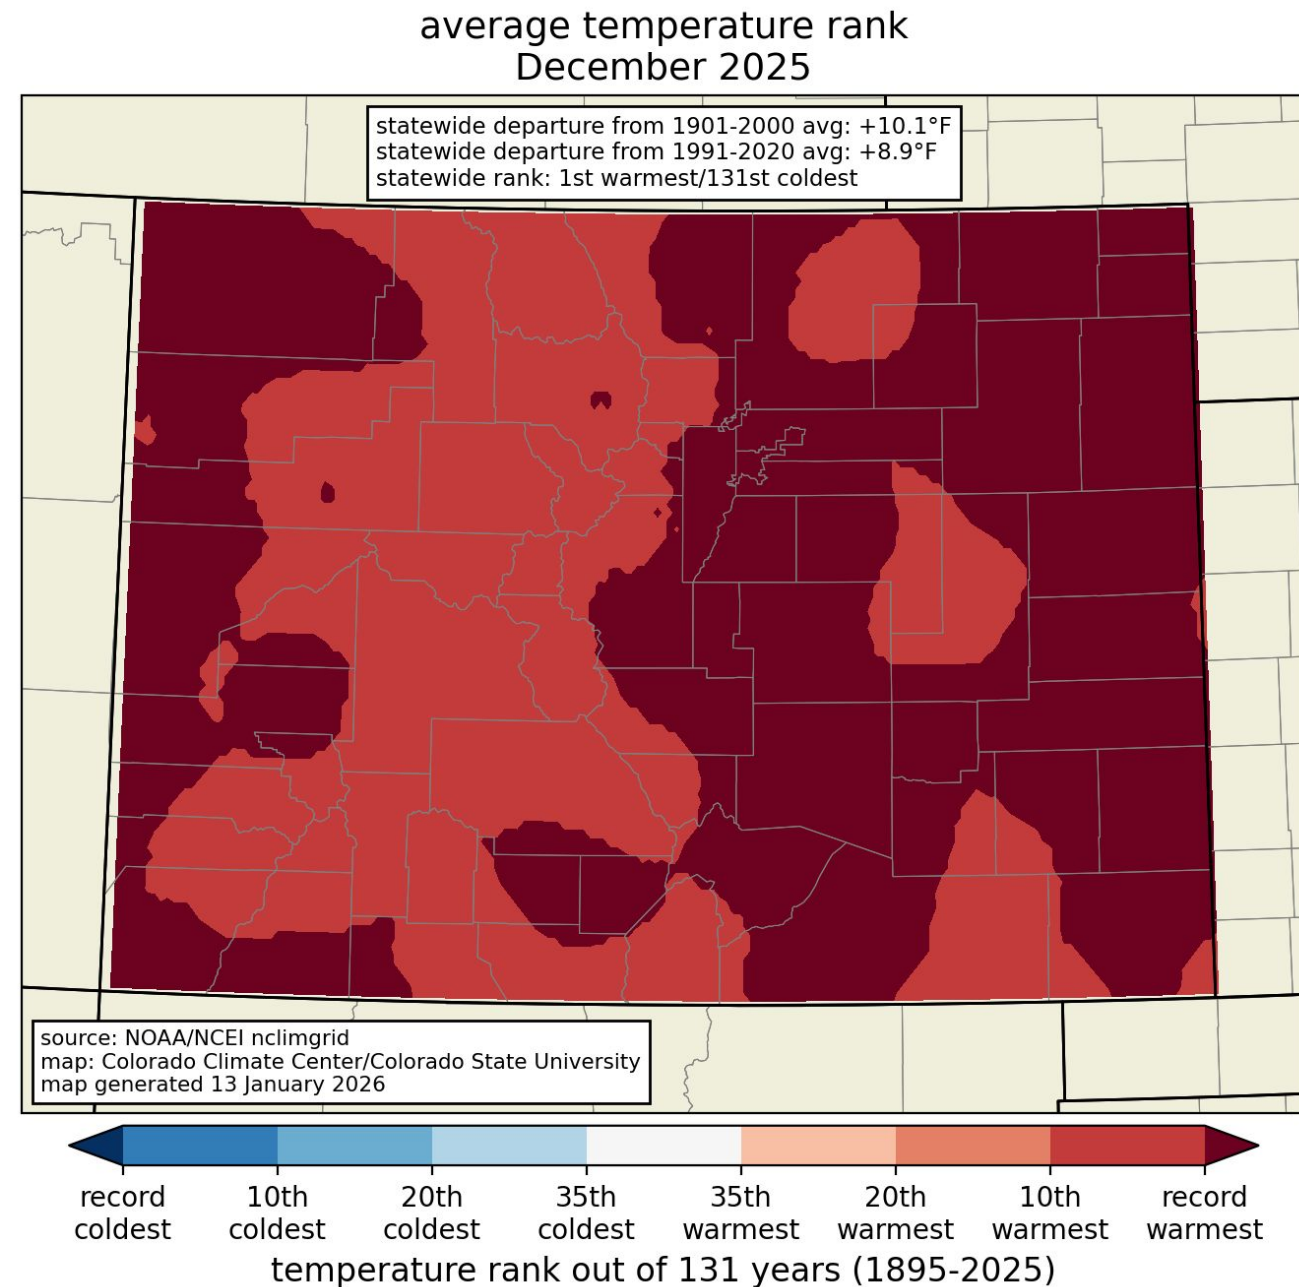 average temperature rank
December 2025
statewide departure from 1901-2000 avg: +10.1°F
statewide departure from 1991-2020 avg: +8.9°F
statewide rank: 1st warmest/131st coldest
source: NOAA/NCEI nclimgrid
map: Colorado Climate Center/Colorado State University
map generated 13 January 2026
record 10th 20th 35th 35th 20th 10th record
coldest coldest coldest coldest warmest warmest warmest warmest
temperature rank out of 131 years (1895-2025)